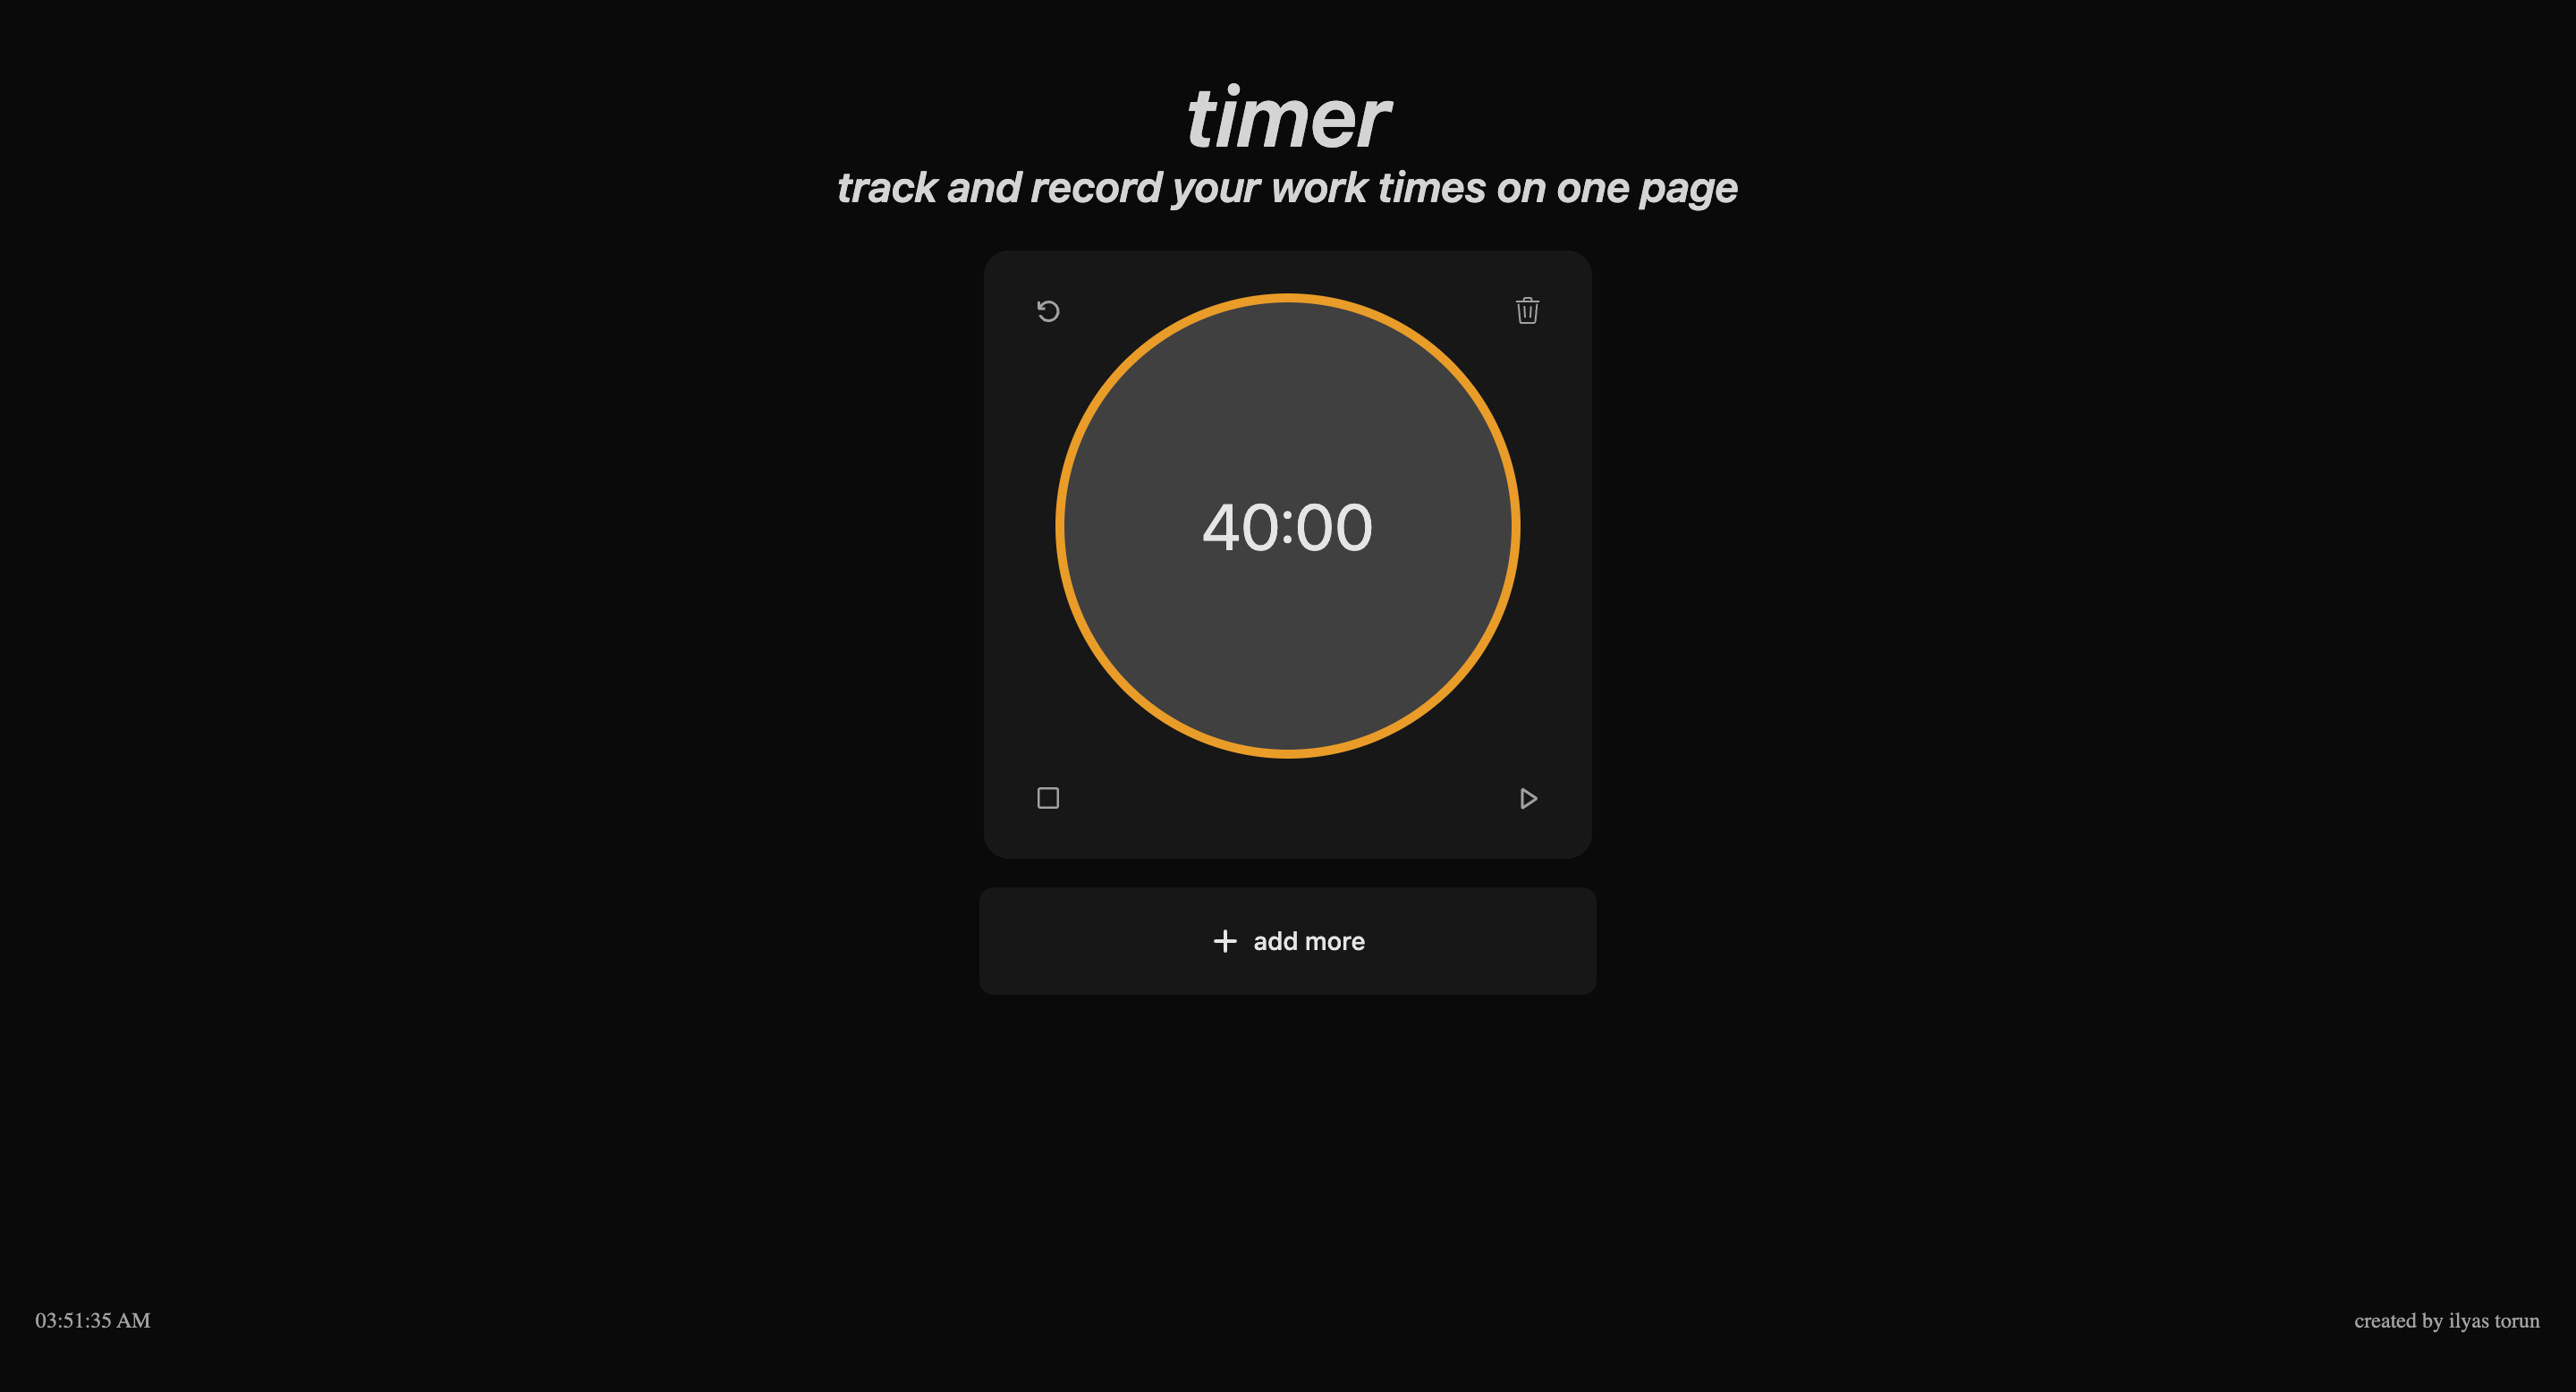 timer
track and record your work times on one page
40:00
add more
03:51:35 AM
created by ilyas torun